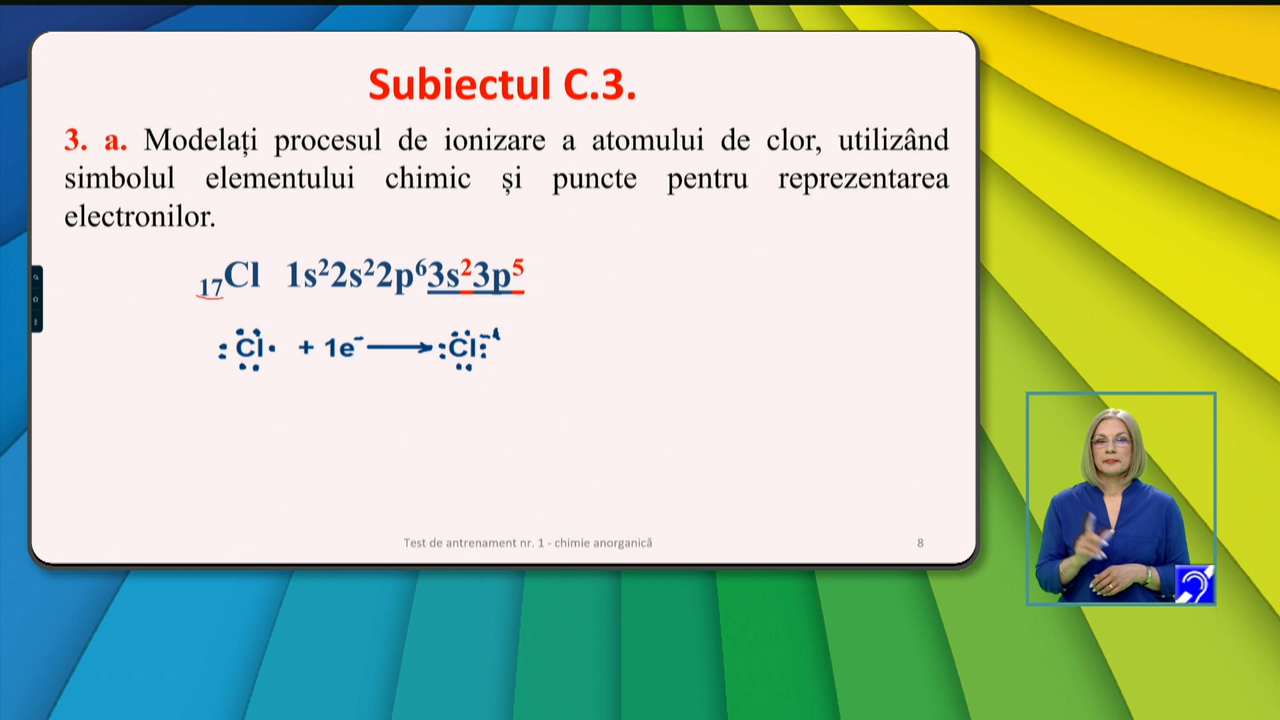 Subiectul C.3.
3. a. Modelați procesul de ionizare a atomului de clor, utilizând
simbolul elementului chimic și puncte pentru reprezentarea
electronilor.
₁₇Cl 1s²2s²2p⁶3s²3p⁵
:Cl· + 1e⁻ ⟶ :Cl:⁻¹
Test de antrenament nr. 1 - chimie anorganică 8